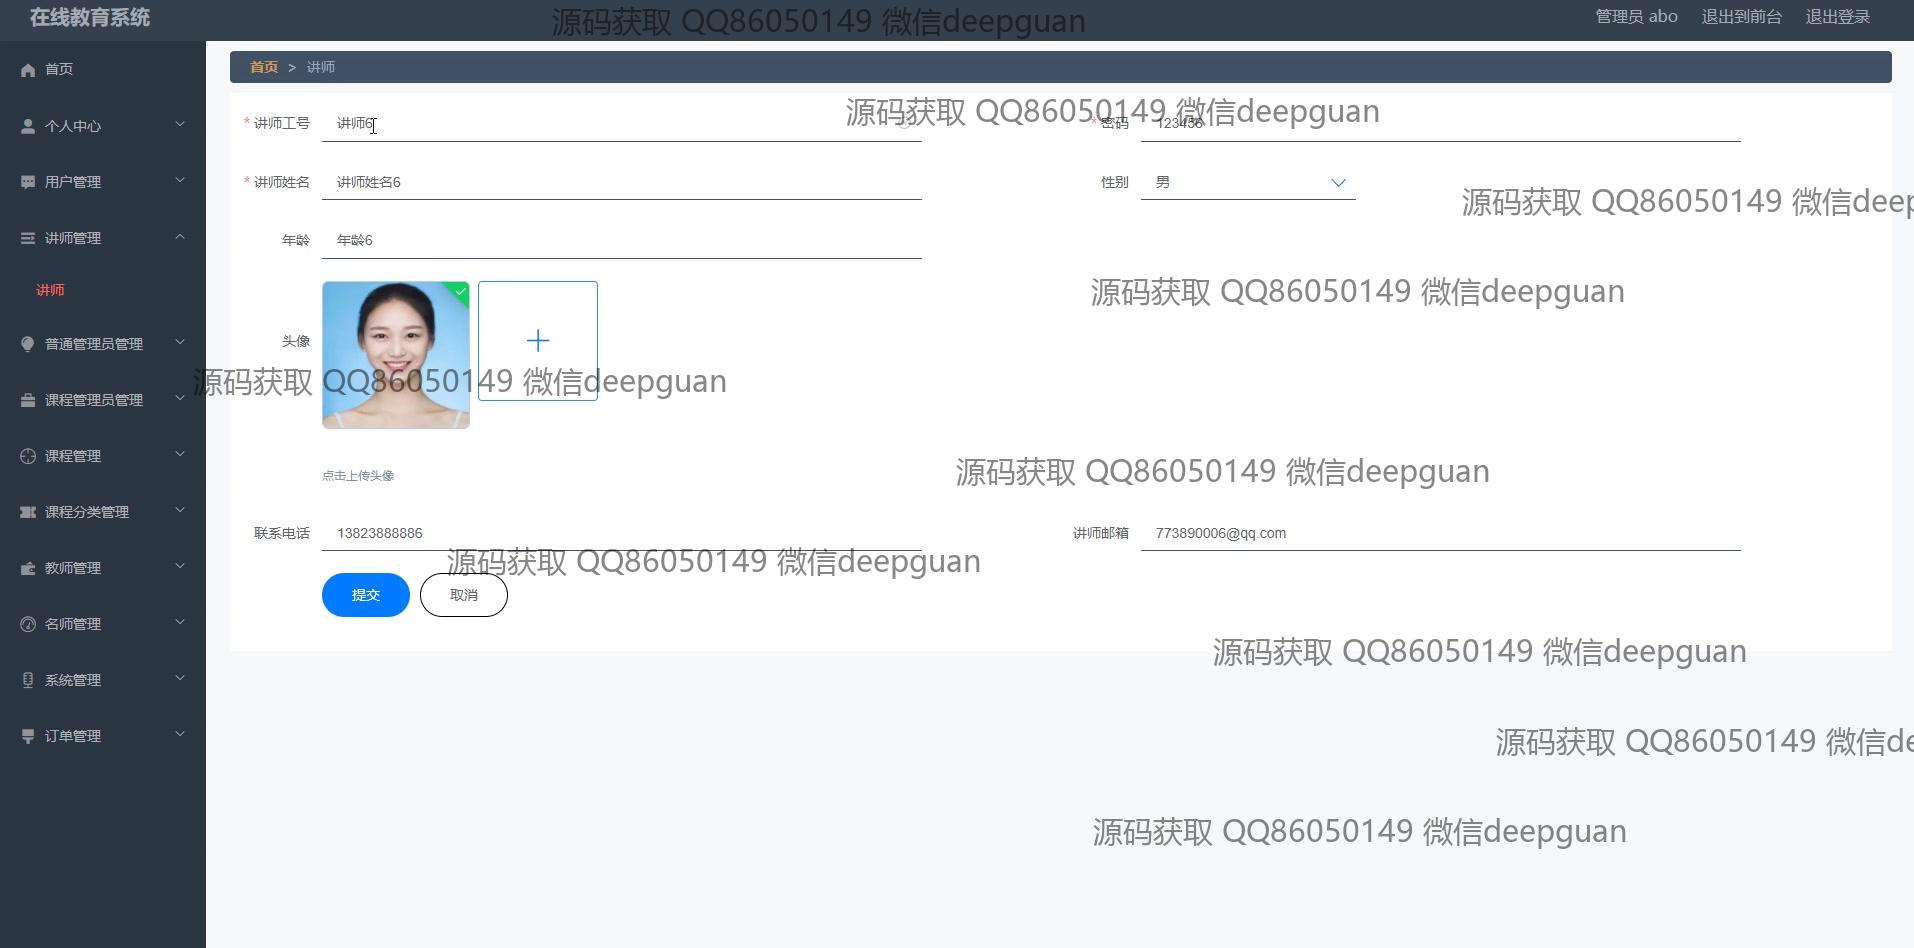 在线教育系统
源码获取 QQ86050149 微信deepguan
管理员 abo 退出到前台 退出登录
首页
个人中心
用户管理
讲师管理
讲师
普通管理员管理
课程管理员管理
课程管理
课程分类管理
教师管理
名师管理
系统管理
订单管理
首页 > 讲师
源码获取 QQ86050149 微信deepguan
* 讲师工号 讲师6
* 密码 123456
* 讲师姓名 讲师姓名6
性别 男
源码获取 QQ86050149 微信deep
年龄 年龄6
源码获取 QQ86050149 微信deepguan
头像
源码获取 QQ86050149 微信deepguan
点击上传头像
源码获取 QQ86050149 微信deepguan
联系电话 13823888886
讲师邮箱 773890006@qq.com
源码获取 QQ86050149 微信deepguan
提交 取消
源码获取 QQ86050149 微信deepguan
源码获取 QQ86050149 微信de
源码获取 QQ86050149 微信deepguan